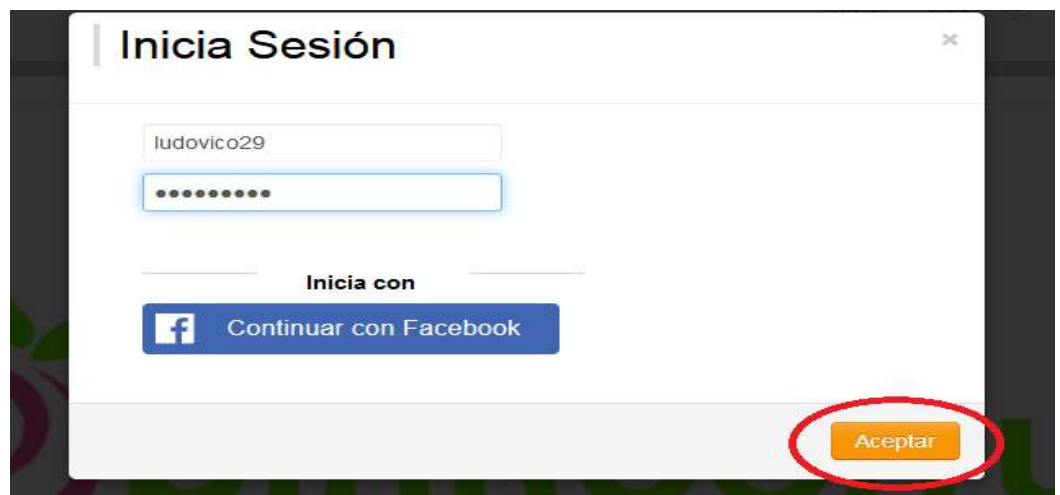 Inicia Sesión
×
ludovico29
•••••••••
Inicia con
f Continuar con Facebook
Aceptar